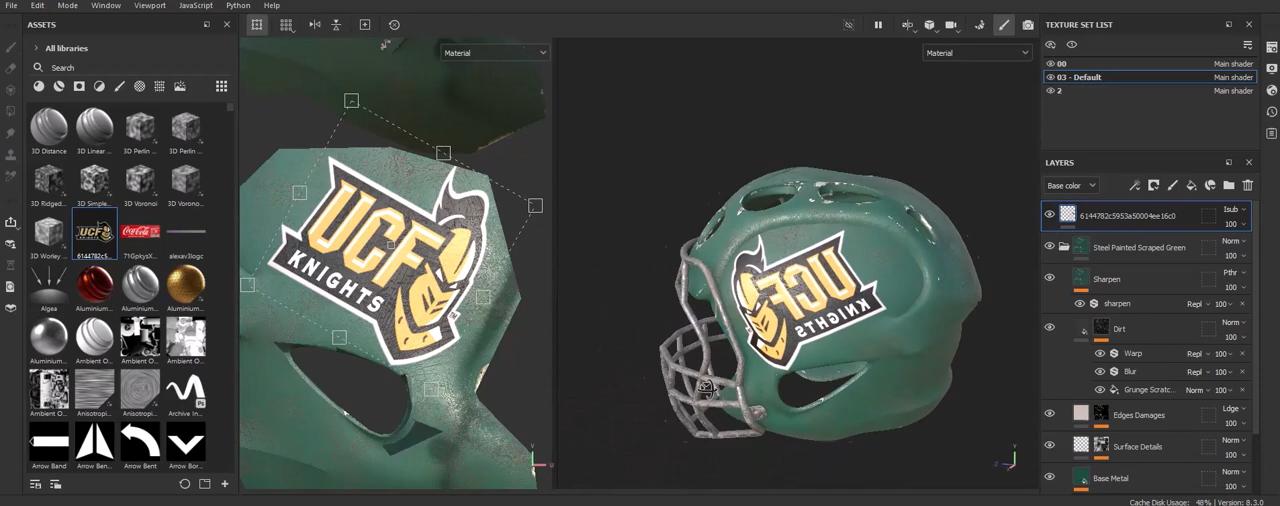 File Edit Mode Window Viewport JavaScript Python Help
ASSETS
All libraries
Search
3D Distance 3D Linear ... 3D Perlin ... 3D Perlin ...
3D Ridged... 3D Simple... 3D Voronoi 3D Vorono...
3D Worley ... 6144782c5... 71GpkysX... alexav3logc
Algea Aluminium... Aluminium... Aluminium...
Aluminium... Ambient O... Ambient O... Ambient O...
Ambient O... Anisotropi... Anisotropi... Archive In...
Ps
Arrow Band Arrow Ben... Arrow Bent Arrow Bor...
Material
UCF
KNIGHTS
Material
UCF
KNIGHTS
TEXTURE SET LIST
00 Main shader
03 - Default Main shader
2 Main shader
LAYERS
Base color
6144782c5953a50004ee16c0 Isub 100
Steel Painted Scraped Green Norm 100
Sharpen Pthr 100
sharpen Repl 100
Dirt Norm 100
Warp Repl 100
Blur Repl 100
Grunge Scratc... Norm 100
Edges Damages Ldge 100
Surface Details Norm 100
Base Metal Norm 100
Cache Disk Usage: 48% | Version: 8.3.0